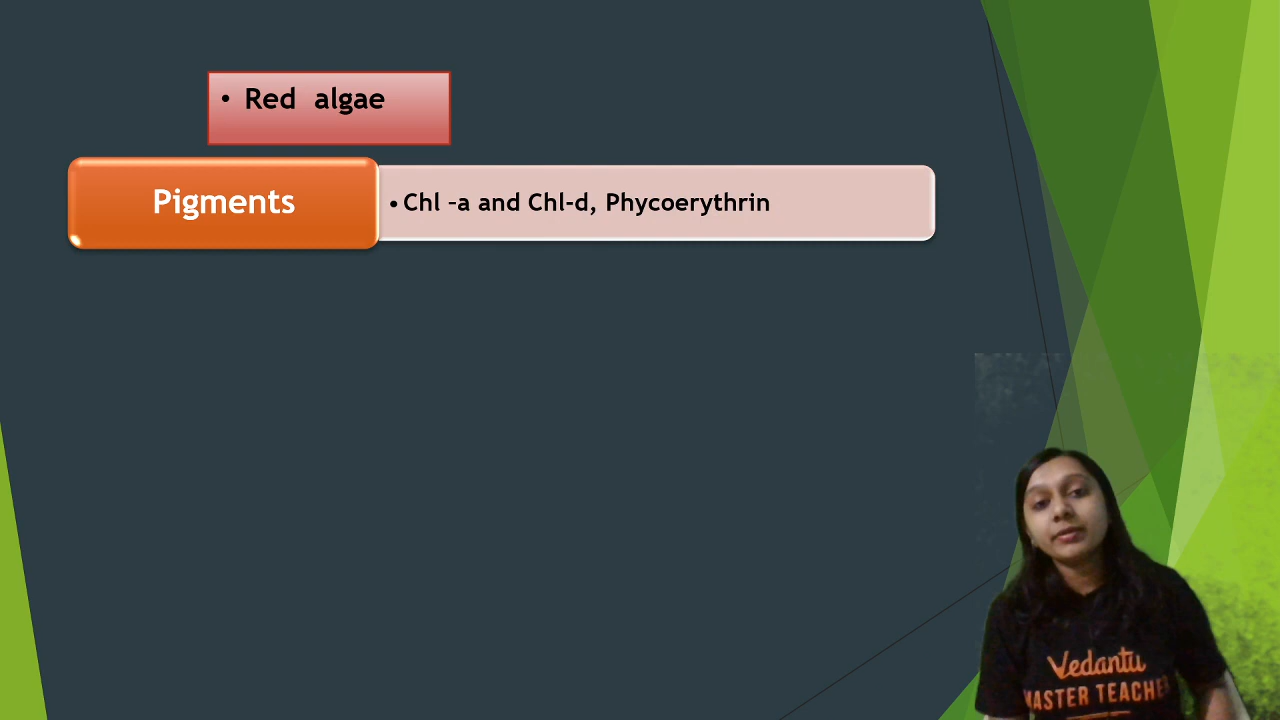 • Red algae
Pigments
• Chl –a and Chl-d, Phycoerythrin
Vedantu
MASTER TEACHER